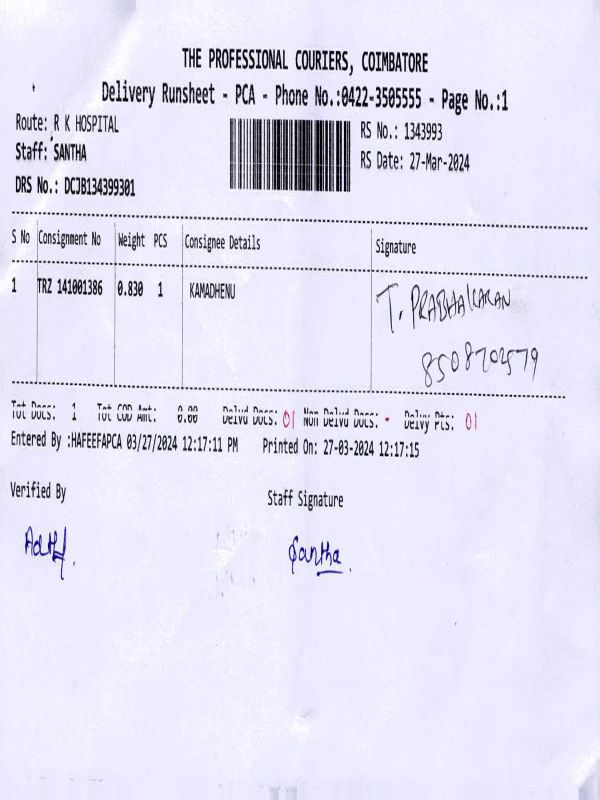 THE PROFESSIONAL COURIERS, COIMBATORE
Delivery Runsheet - PCA - Phone No.:0422-3505555 - Page No.:1
Route: R K HOSPITAL
Staff: SANTHA
DRS No.: DCJB134399301
RS No.: 1343993
RS Date: 27-Mar-2024
S No Consignment No Weight PCS Consignee Details Signature
1 TRZ 141001386 0.830 1 KAMADHENU T. PRABHAKARAN
8508702579
Tot Docs: 1 Tot COD Amt: 0.00 Delvd Docs: 01 Non Delvd Docs: - Delvy Pts: 01
Entered By :HAFEEFAPCA 03/27/2024 12:17:11 PM Printed On: 27-03-2024 12:17:15
Verified By Staff Signature
Santha